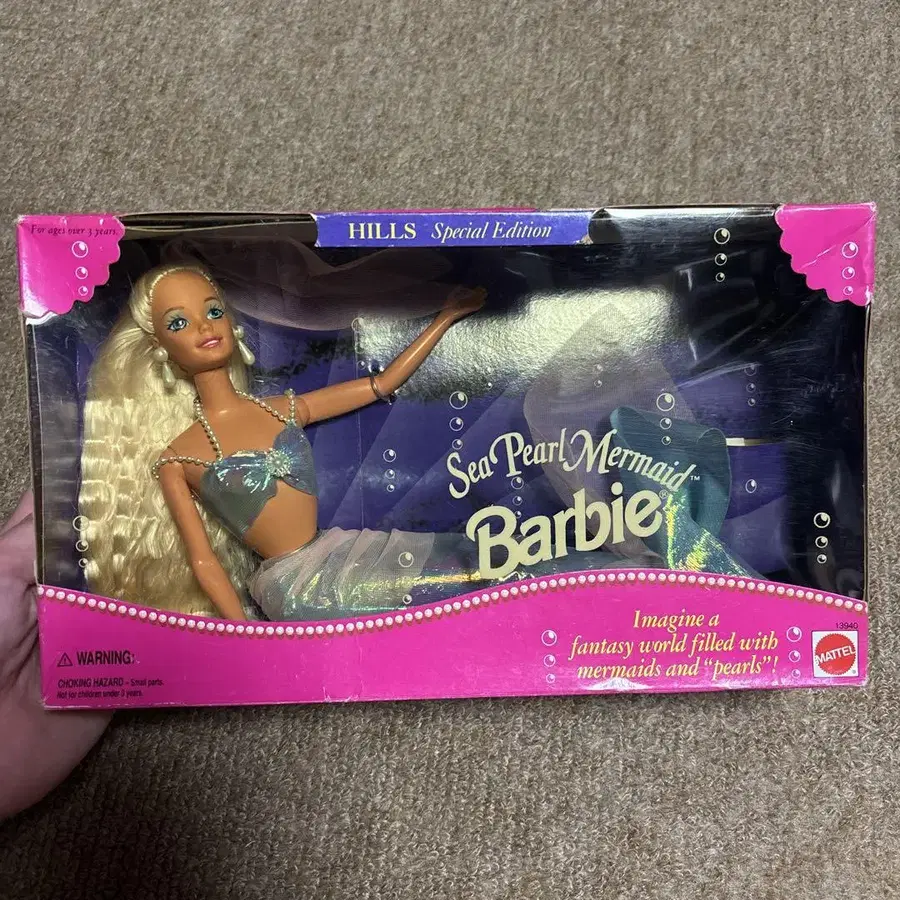 For ages over 3 years.
HILLS Special Edition
Sea Pearl Mermaid™
Barbie®
Imagine a
fantasy world filled with
mermaids and "pearls"!
13940
MATTEL
⚠ WARNING:
CHOKING HAZARD – Small parts.
Not for children under 3 years.